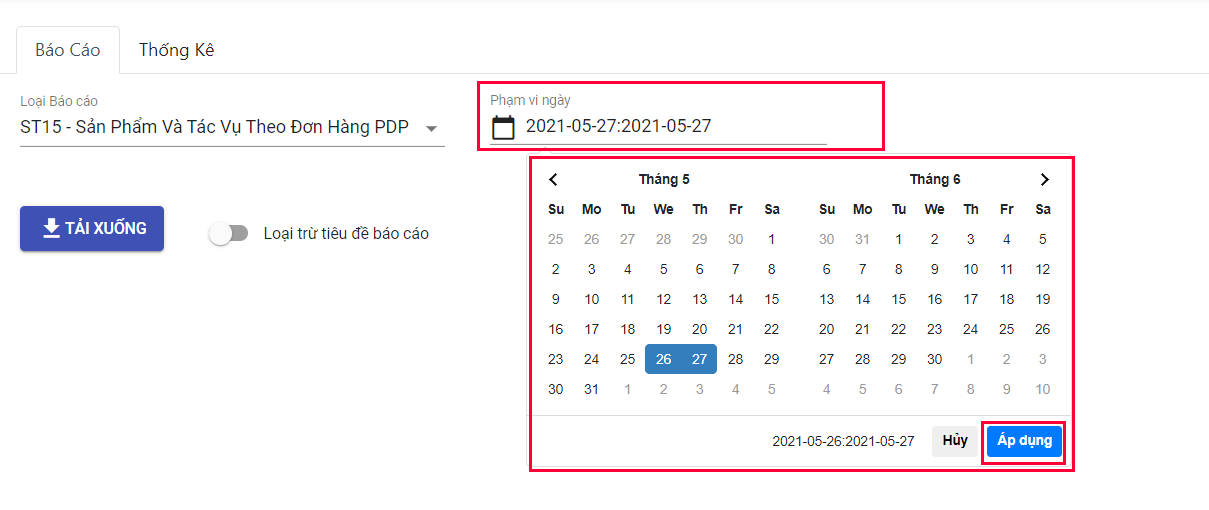 Báo Cáo Thống Kê
Loại Báo cáo
ST15 - Sản Phẩm Và Tác Vụ Theo Đơn Hàng PDP
Phạm vi ngày
2021-05-27:2021-05-27
TẢI XUỐNG
Loại trừ tiêu đề báo cáo
Tháng 5
Su Mo Tu We Th Fr Sa
25 26 27 28 29 30 1
2 3 4 5 6 7 8
9 10 11 12 13 14 15
16 17 18 19 20 21 22
23 24 25 26 27 28 29
30 31 1 2 3 4 5
Tháng 6
Su Mo Tu We Th Fr Sa
30 31 1 2 3 4 5
6 7 8 9 10 11 12
13 14 15 16 17 18 19
20 21 22 23 24 25 26
27 28 29 30 1 2 3
4 5 6 7 8 9 10
2021-05-26:2021-05-27 Hủy Áp dụng